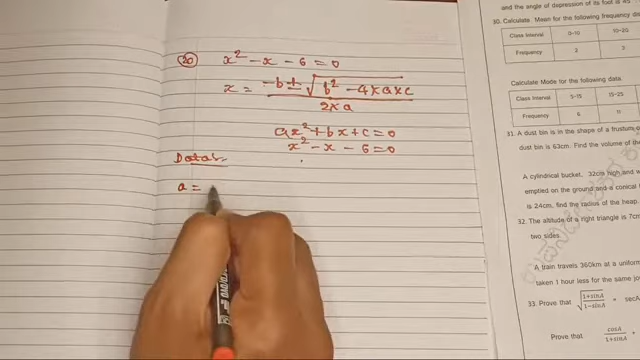 20 x² - x - 6 = 0
x = -b ± √b² - 4×a×c / 2×a
ax² + bx + c = 0
x² - x - 6 = 0
Data:-
a =
and the angle of depression of its foot is 45
30. Calculate Mean for the following frequency di
Class Interval 0-10 10-20
Frequency 2 3
Calculate Mode for the following data.
Class Interval 5-15 15-25
Frequency 6 11
31. A dust bin is in the shape of a frustum
dust bin is 63cm. Find the volume of the
A cylindrical bucket, 32cm high and w
emptied on the ground and a conical
is 24cm, find the radius of the heap.
32. The altitude of a right triangle is 7cm
two sides.
A train travels 360km at a uniform
taken 1 hour less for the same jo
33. Prove that √1+sinA / 1-sinA = secA
Prove that cosA / 1+sinA